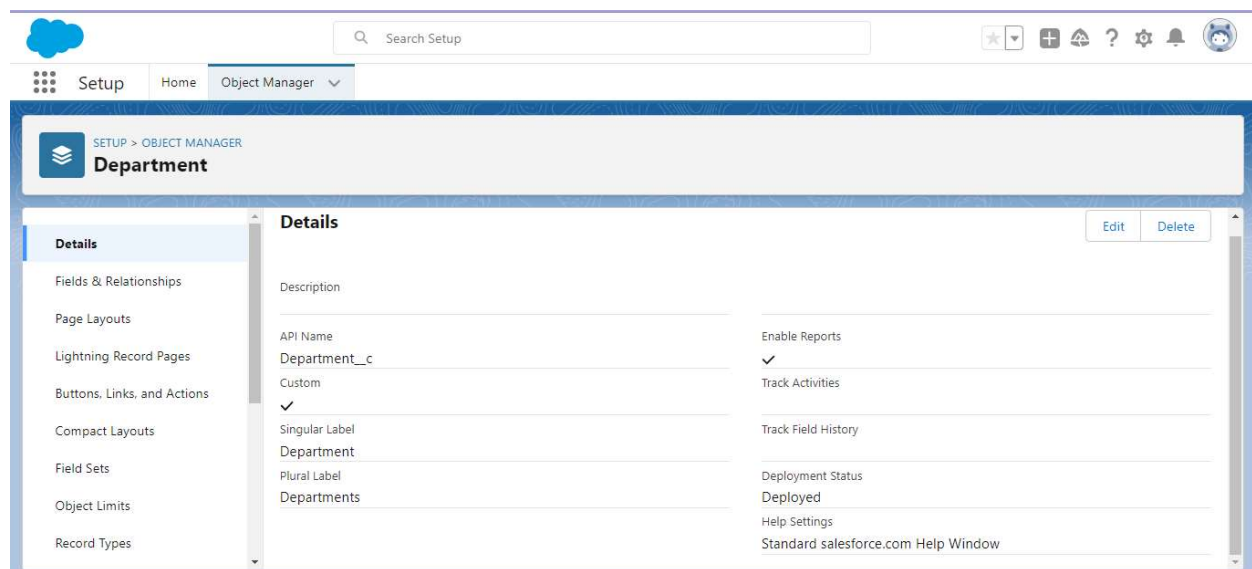 Search Setup
Setup Home Object Manager
SETUP > OBJECT MANAGER
Department
Details
Fields & Relationships
Page Layouts
Lightning Record Pages
Buttons, Links, and Actions
Compact Layouts
Field Sets
Object Limits
Record Types
Details
Edit Delete
Description
API Name
Department__c
Custom
Singular Label
Department
Plural Label
Departments
Enable Reports
Track Activities
Track Field History
Deployment Status
Deployed
Help Settings
Standard salesforce.com Help Window